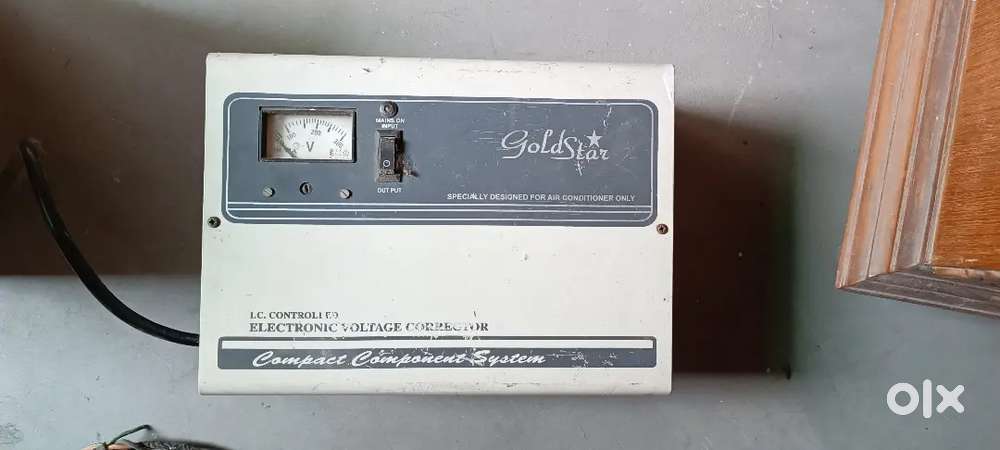 MAINS ON
INPUT
V
OUT PUT
GoldStar
SPECIALLY DESIGNED FOR AIR CONDITIONER ONLY
I.C. CONTROLLED
ELECTRONIC VOLTAGE CORRECTOR
Compact Component System
olx